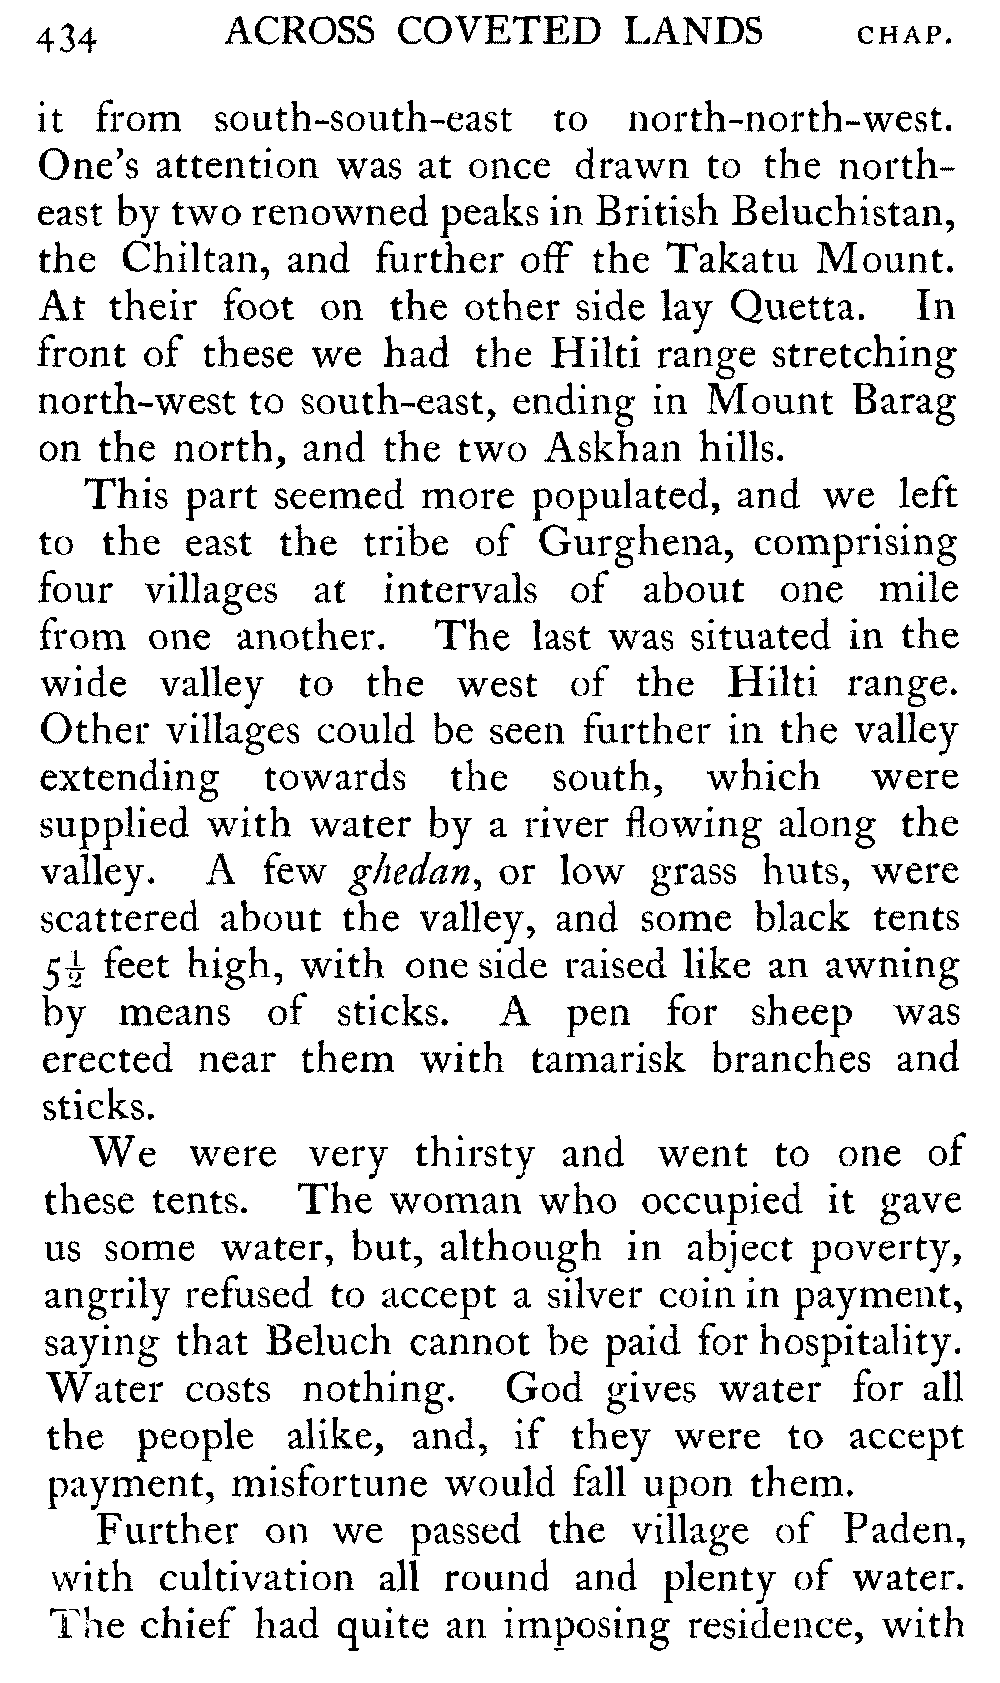 434 ACROSS COVETED LANDS CHAP.
it from south-south-east to north-north-west.
One's attention was at once drawn to the north-
east by two renowned peaks in British Beluchistan,
the Chiltan, and further off the Takatu Mount.
At their foot on the other side lay Quetta. In
front of these we had the Hilti range stretching
north-west to south-east, ending in Mount Barag
on the north, and the two Askhan hills.
This part seemed more populated, and we left
to the east the tribe of Gurghena, comprising
four villages at intervals of about one mile
from one another. The last was situated in the
wide valley to the west of the Hilti range.
Other villages could be seen further in the valley
extending towards the south, which were
supplied with water by a river flowing along the
valley. A few ghedan, or low grass huts, were
scattered about the valley, and some black tents
5½ feet high, with one side raised like an awning
by means of sticks. A pen for sheep was
erected near them with tamarisk branches and
sticks.
We were very thirsty and went to one of
these tents. The woman who occupied it gave
us some water, but, although in abject poverty,
angrily refused to accept a silver coin in payment,
saying that Beluch cannot be paid for hospitality.
Water costs nothing. God gives water for all
the people alike, and, if they were to accept
payment, misfortune would fall upon them.
Further on we passed the village of Paden,
with cultivation all round and plenty of water.
The chief had quite an imposing residence, with